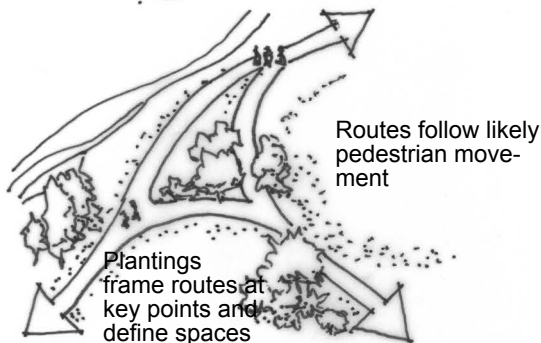 Routes follow likely
pedestrian move-
ment
Plantings
frame routes at
key points and
define spaces